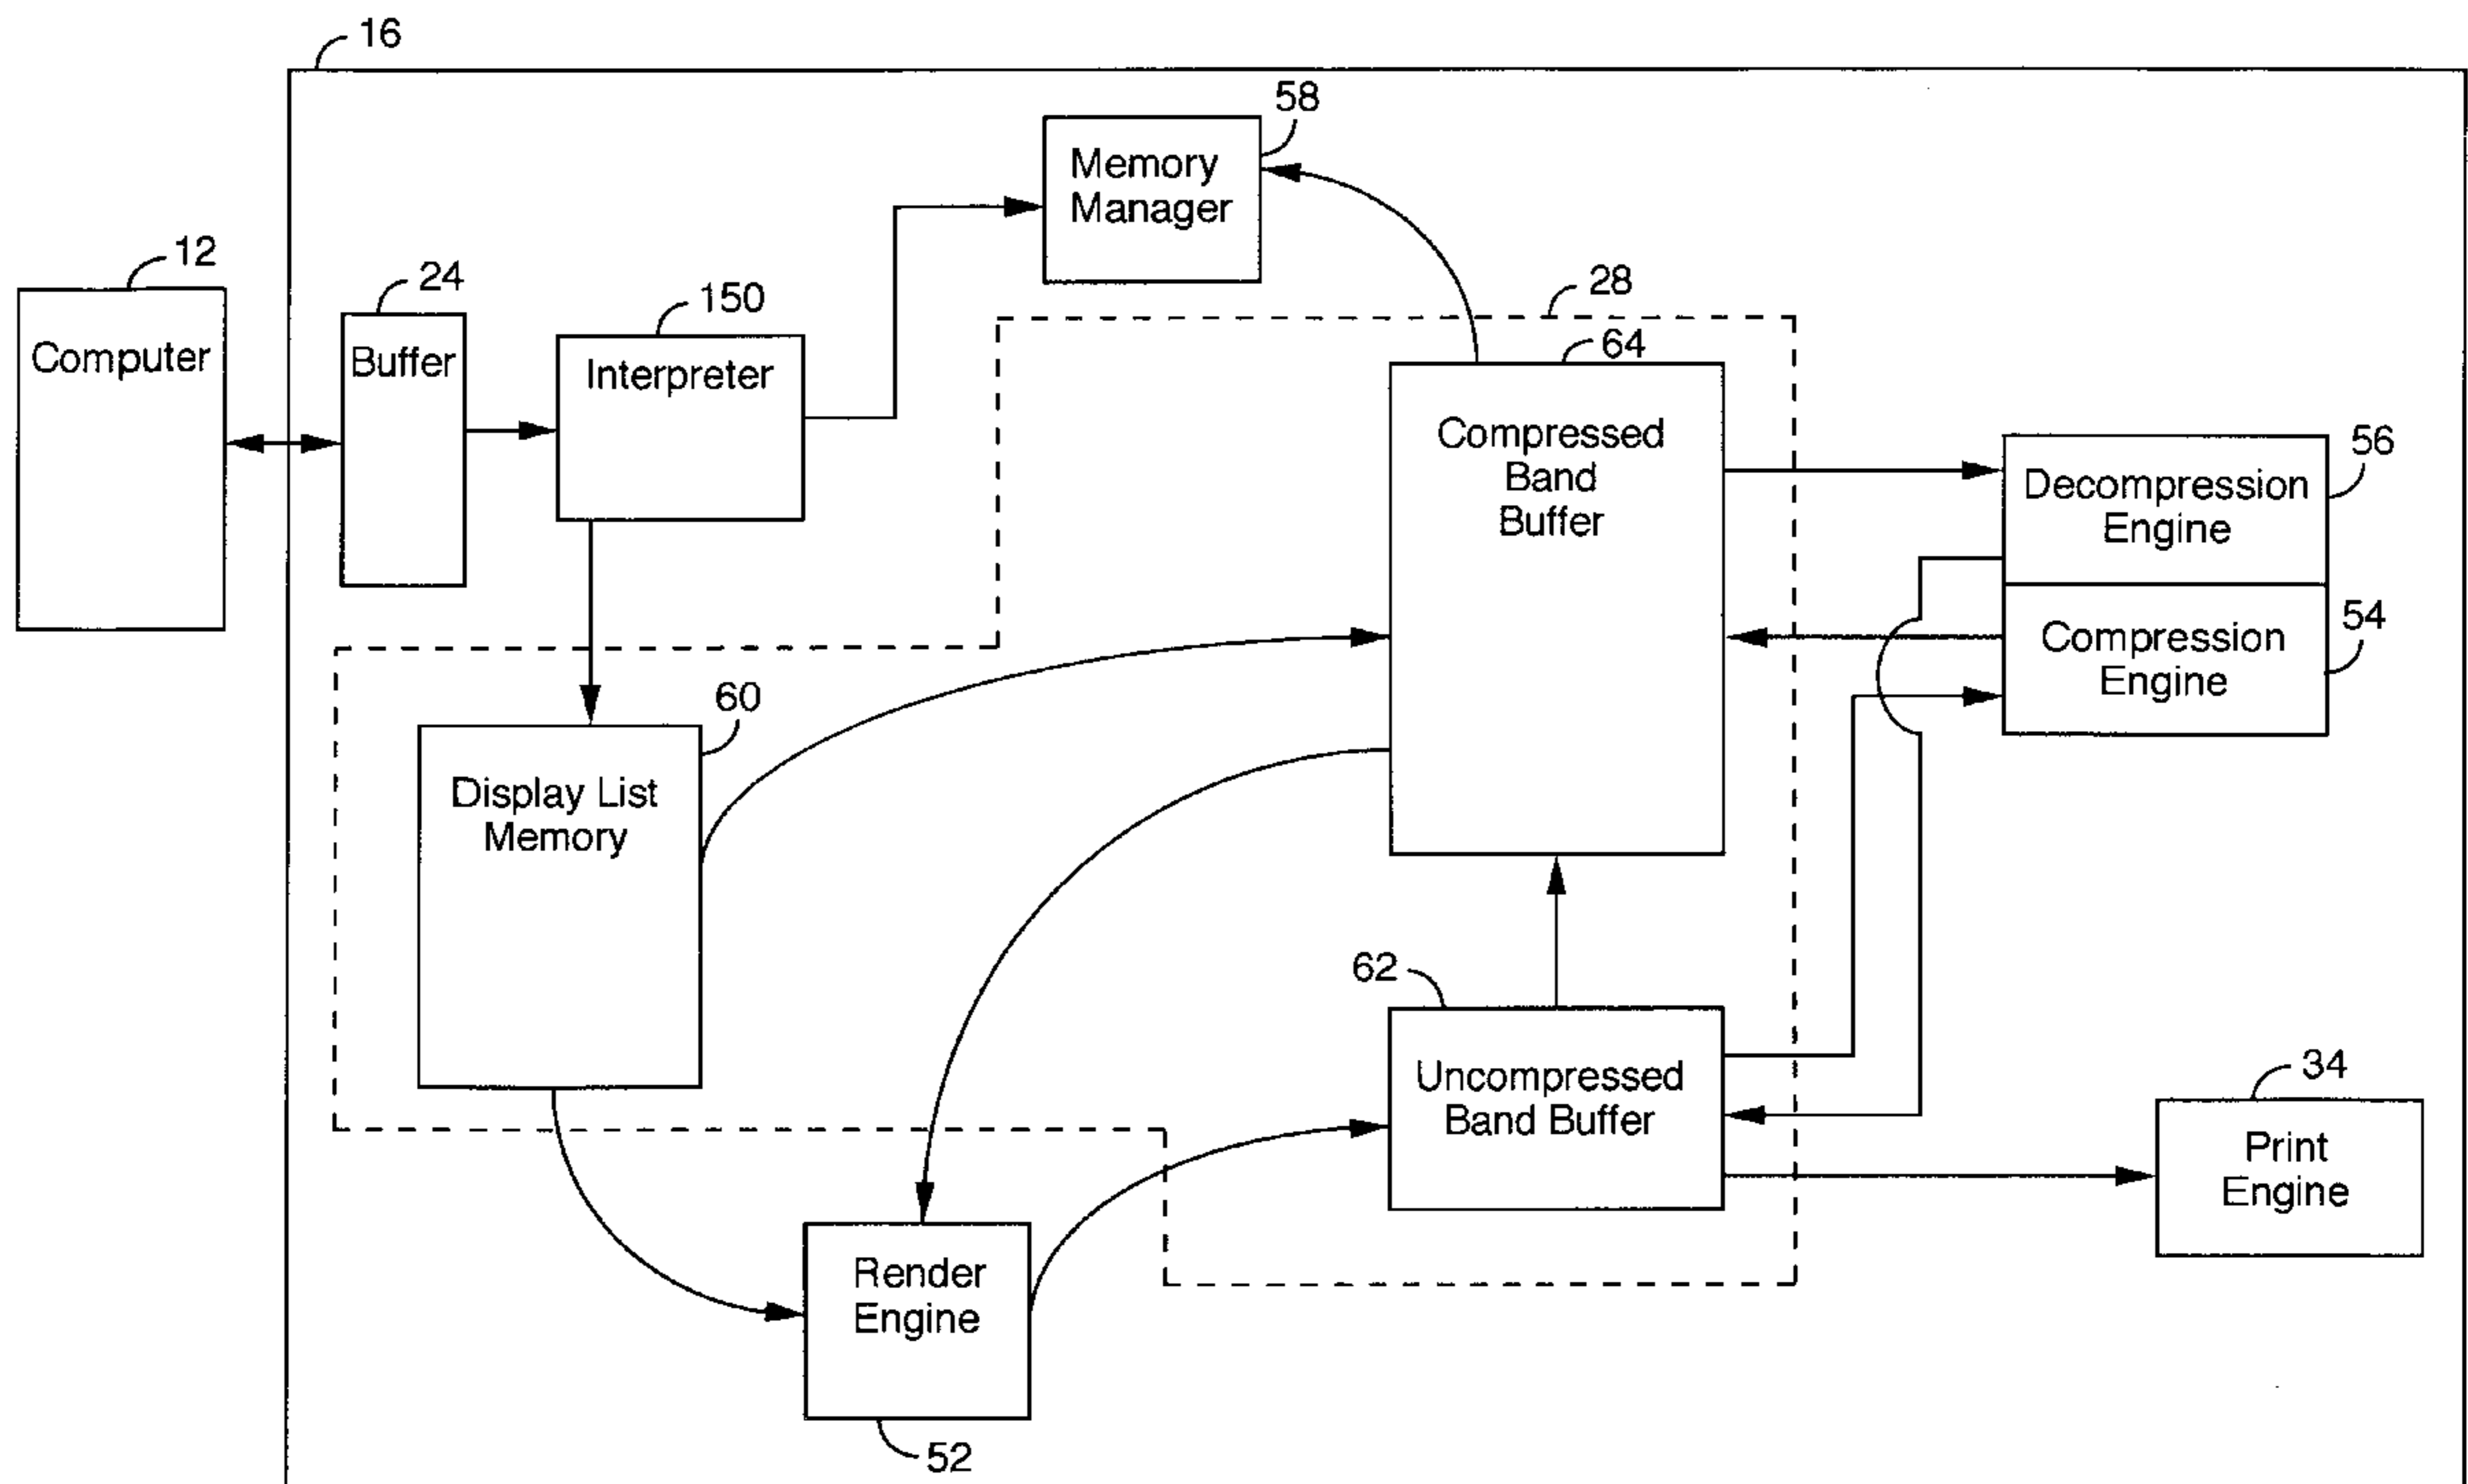 16
58
Memory
Manager
12
24
150
28
Computer
Buffer
Interpreter
64
Compressed
Band
Buffer
56
Decompression
Engine
54
Compression
Engine
60
Display List
Memory
62
Uncompressed
Band Buffer
34
Print
Engine
Render
Engine
52